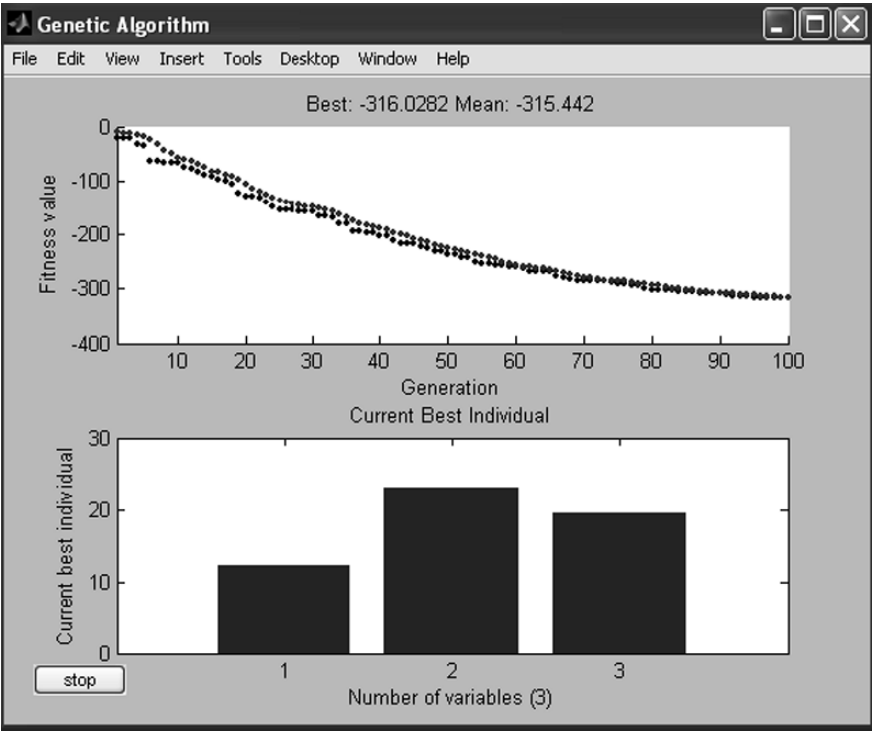 Genetic Algorithm
File Edit View Insert Tools Desktop Window Help
Best: -316.0282 Mean: -315.442
0
-100
-200
-300
-400
Fitness value
10 20 30 40 50 60 70 80 90 100
Generation
Current Best Individual
30
20
10
0
Current best individual
1 2 3
Number of variables (3)
stop